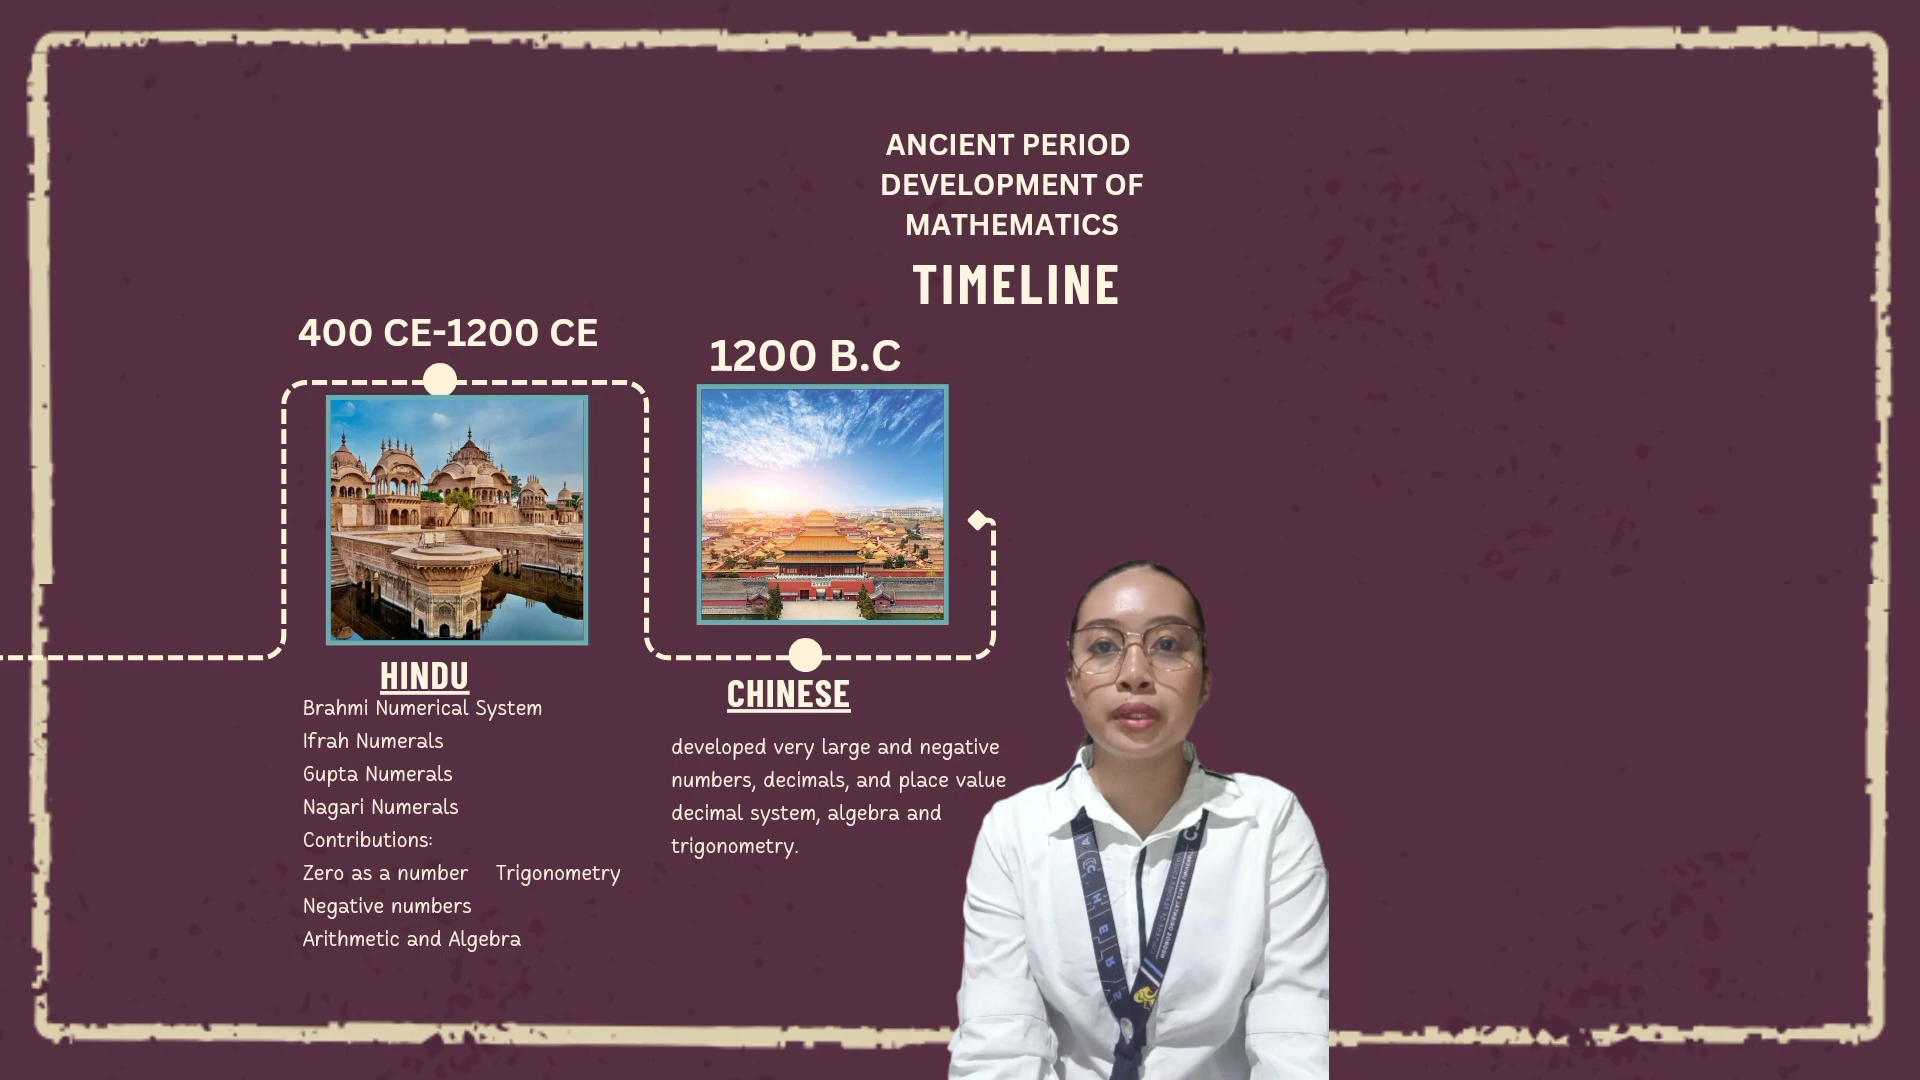 ANCIENT PERIOD
DEVELOPMENT OF
MATHEMATICS
TIMELINE
400 CE-1200 CE
HINDU
Brahmi Numerical System
Ifrah Numerals
Gupta Numerals
Nagari Numerals
Contributions:
Zero as a number Trigonometry
Negative numbers
Arithmetic and Algebra
1200 B.C
CHINESE
developed very large and negative
numbers, decimals, and place value
decimal system, algebra and
trigonometry.